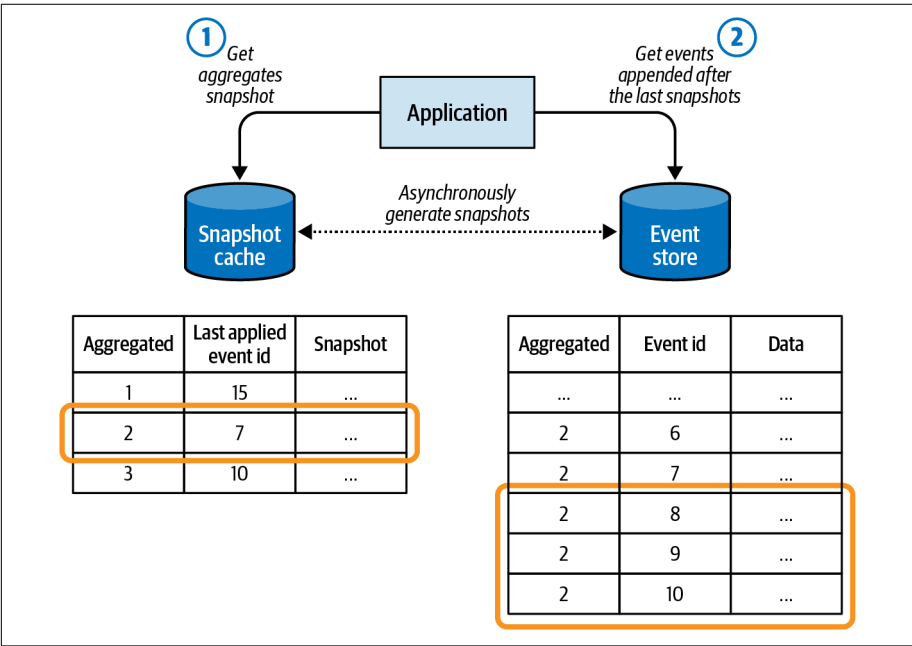 1
Get
aggregates
snapshot
Application
2
Get events
appended after
the last snapshots
Snapshot
cache
Asynchronously
generate snapshots
Event
store
Aggregated Last applied event id Snapshot
1 15 ...
2 7 ...
3 10 ...
Aggregated Event id Data
... ... ...
2 6 ...
2 7 ...
2 8 ...
2 9 ...
2 10 ...